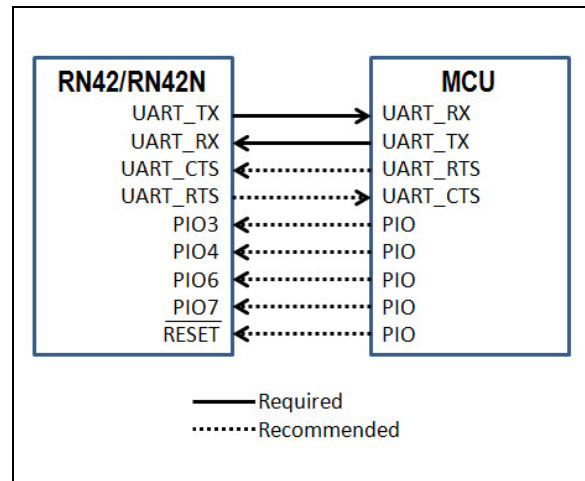 RN42/RN42N MCU
UART_TX UART_RX
UART_RX UART_TX
UART_CTS UART_RTS
UART_RTS UART_CTS
PIO3 PIO
PIO4 PIO
PIO6 PIO
PIO7 PIO
RESET PIO
Required
Recommended